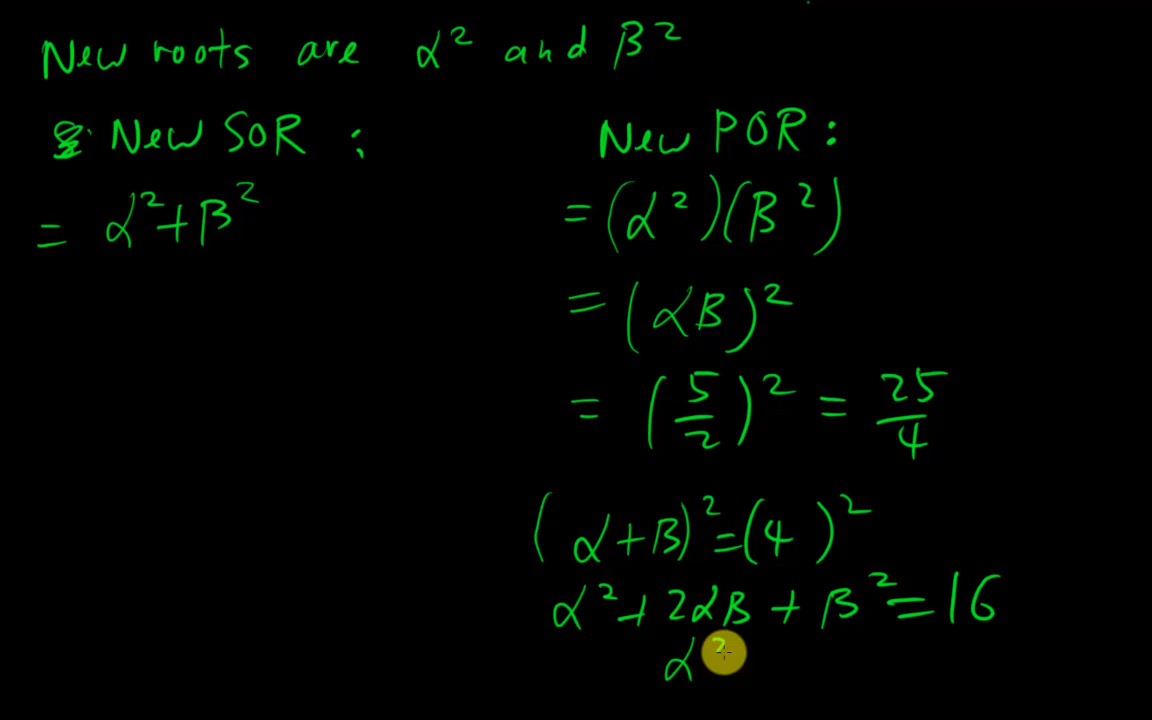 New roots are α² and β²
New SOR :
= α²+β²
New POR :
= (α²)(β²)
= (αβ)²
= (5/2)² = 25/4
(α+β)²=(4)²
α²+2αβ+β²=16
α²